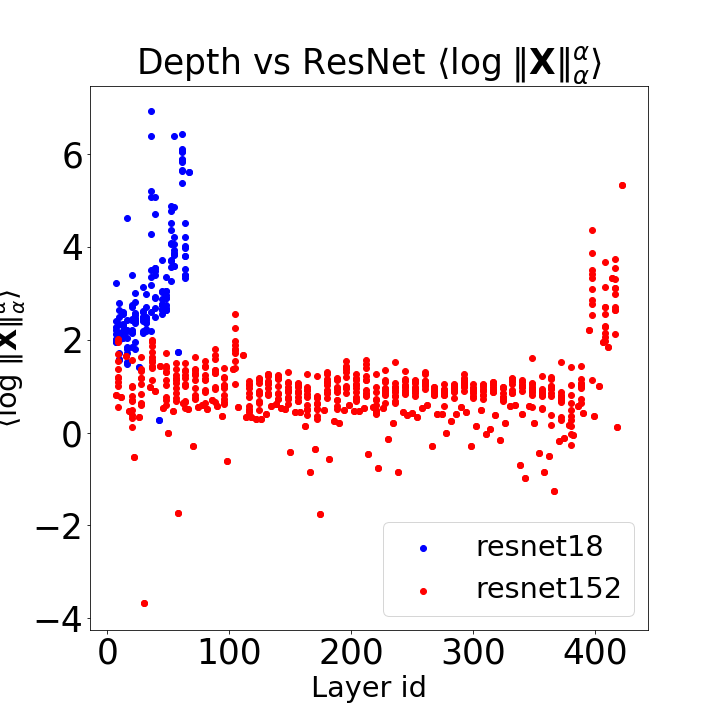 Depth vs ResNet ⟨log ‖X‖_α^α⟩
⟨log ‖X‖_α^α⟩
6
4
2
0
−2
−4
0 100 200 300 400
Layer id
resnet18
resnet152